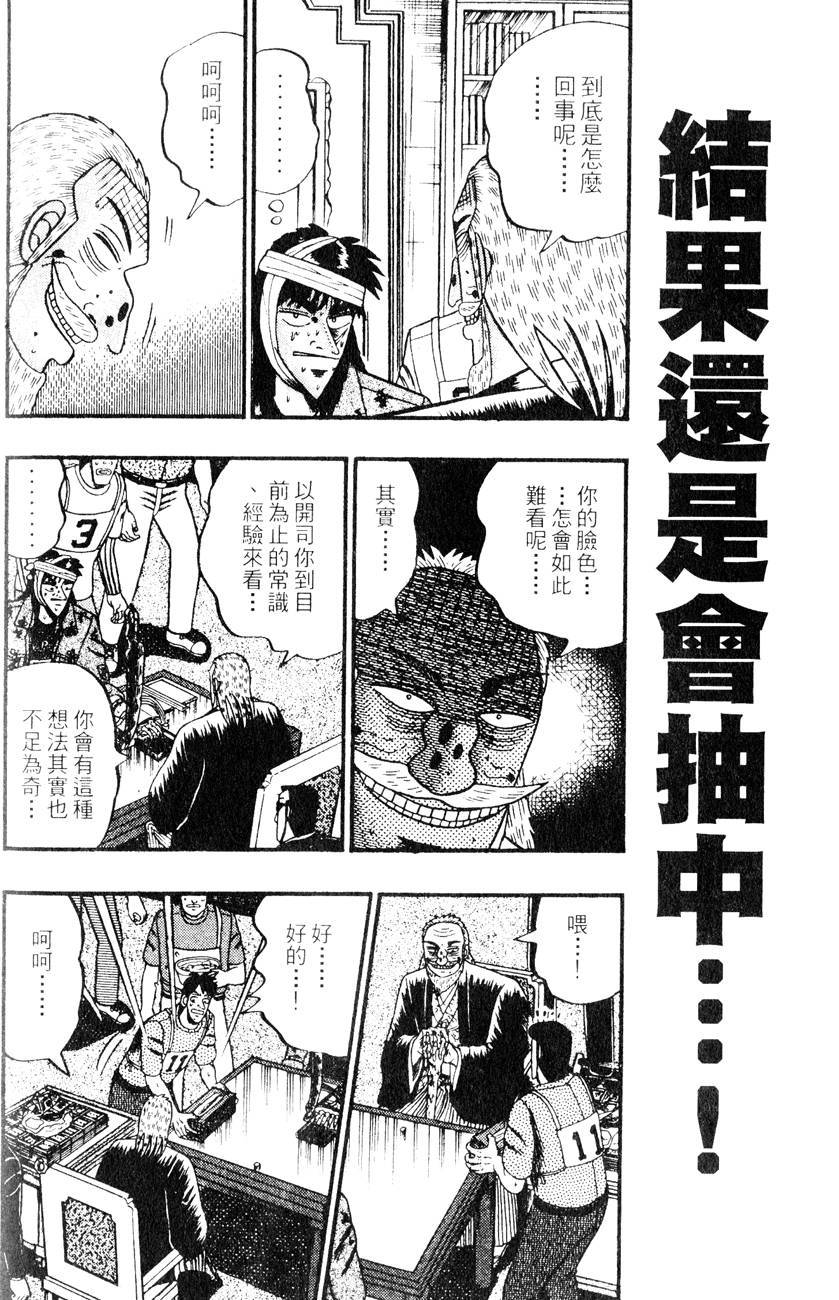 結果還是會抽中…！
到底是怎麼
回事呢……
………
呵呵呵……
你的臉色…
…怎會如此
難看呢……
其實……
以開司你到目
前為止的常識
、經驗來看…
………
3
你會有這種
想法其實也
不足為奇…
喂…！
11
好……
好的…！
呵呵……
11